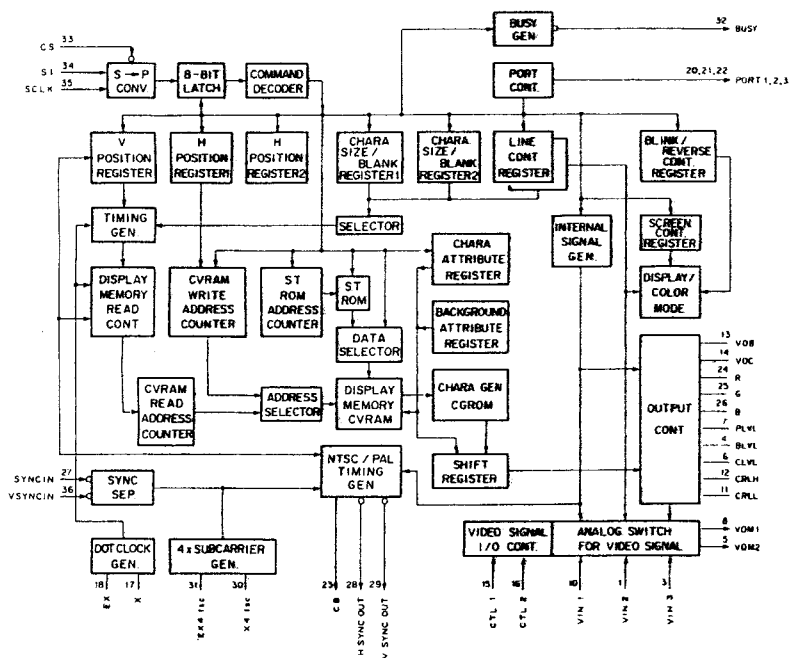 BUSY GEN
32
BUSY
CS
33
SI
34
SCLK
35
S → P CONV.
8-BIT LATCH
COMMAND DECODER
PORT CONT.
20,21,22
PORT 1,2,3
V POSITION REGISTER
H POSITION REGISTER1
H POSITION REGISTER2
CHARA SIZE / BLANK REGISTER1
CHARA SIZE / BLANK REGISTER2
LINE CONT REGISTER
BLINK / REVERSE CONT. REGISTER
TIMING GEN
SELECTOR
INTERNAL SIGNAL GEN.
SCREEN CONT. REGISTER
DISPLAY MEMORY READ CONT
CVRAM WRITE ADDRESS COUNTER
ST ROM ADDRESS COUNTER
ST ROM
CHARA ATTRIBUTE REGISTER
DISPLAY / COLOR MODE
DATA SELECTOR
BACKGROUND ATTRIBUTE REGISTER
CVRAM READ ADDRESS COUNTER
ADDRESS SELECTOR
DISPLAY MEMORY CVRAM
CHARA GEN CGROM
OUTPUT CONT
13
VOB
14
VOC
24
R
25
G
26
B
7
PLVL
4
BLVL
6
CLVL
12
CRLH
11
CRLL
SYNCIN
27
VSYNCIN
36
SYNC SEP.
NTSC / PAL TIMING GEN
SHIFT REGISTER
DOT CLOCK GEN.
4 x SUBCARRIER GEN.
VIDEO SIGNAL I/O CONT.
ANALOG SWITCH FOR VIDEO SIGNAL
8
VOM1
5
VOM2
18
EX
17
X
31
EX4 fsc
30
X4 fsc
23
CB
28
H SYNC OUT
29
V SYNC OUT
15
CTL 1
16
CTL 2
10
VIN 1
1
VIN 2
3
VIN 3